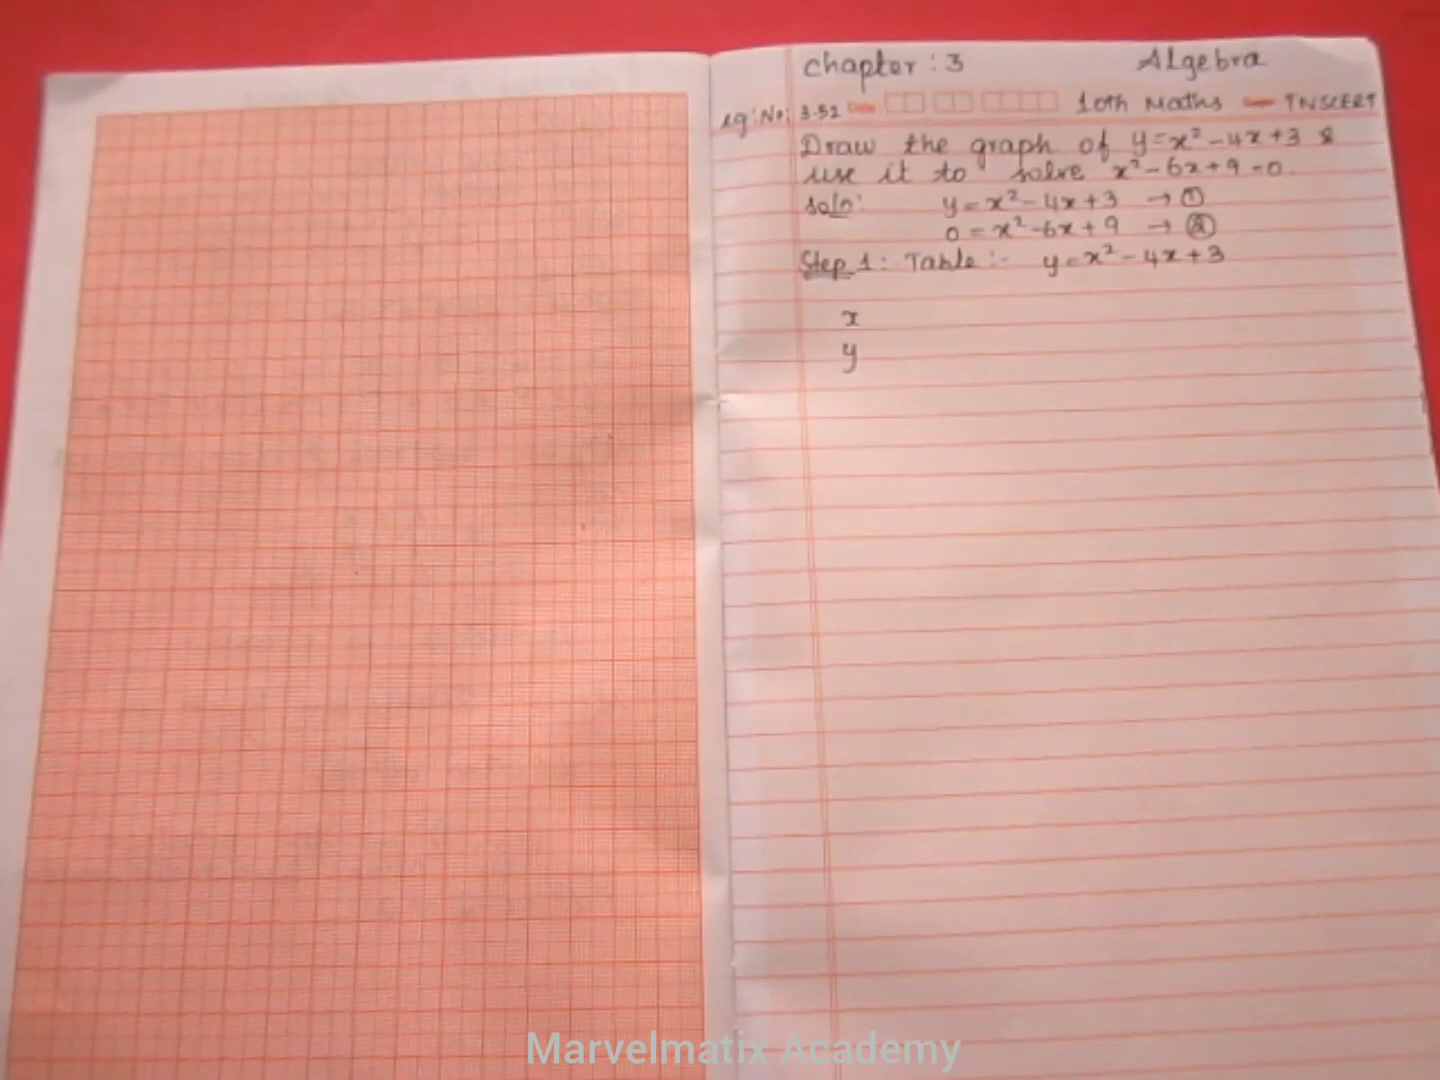 chapter : 3 Algebra
eg: No: 3.52 Date 10th Maths TNSCERT
Draw the graph of y=x²-4x+3 &
use it to solve x²-6x+9=0.
soln: y=x²-4x+3 → ①
0=x²-6x+9 → ②
Step 1: Table :- y=x²-4x+3
x
y
Marvelmatix Academy